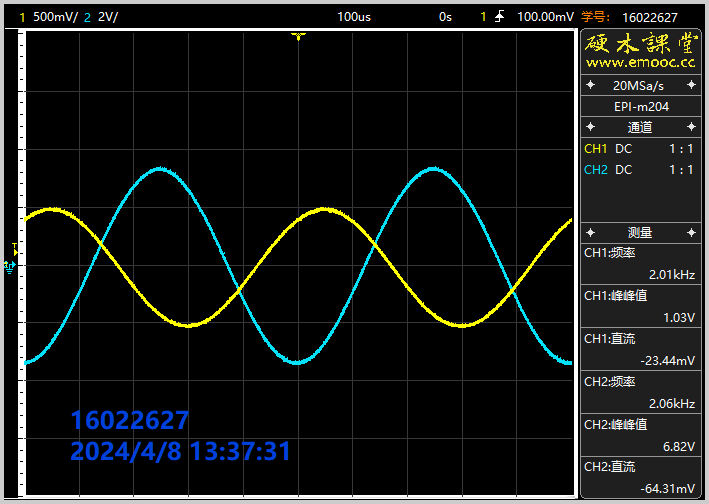 1 500mV/ 2 2V/ 100us 0s 1 100.00mV 学号: 16022627
硬木課堂
www.emooc.cc
20MSa/s
EPI-m204
通道
CH1 DC 1 : 1
CH2 DC 1 : 1
测量
CH1:频率
2.01kHz
CH1:峰峰值
1.03V
CH1:直流
-23.44mV
CH2:频率
2.06kHz
CH2:峰峰值
6.82V
CH2:直流
-64.31mV
T
16022627
2024/4/8 13:37:31